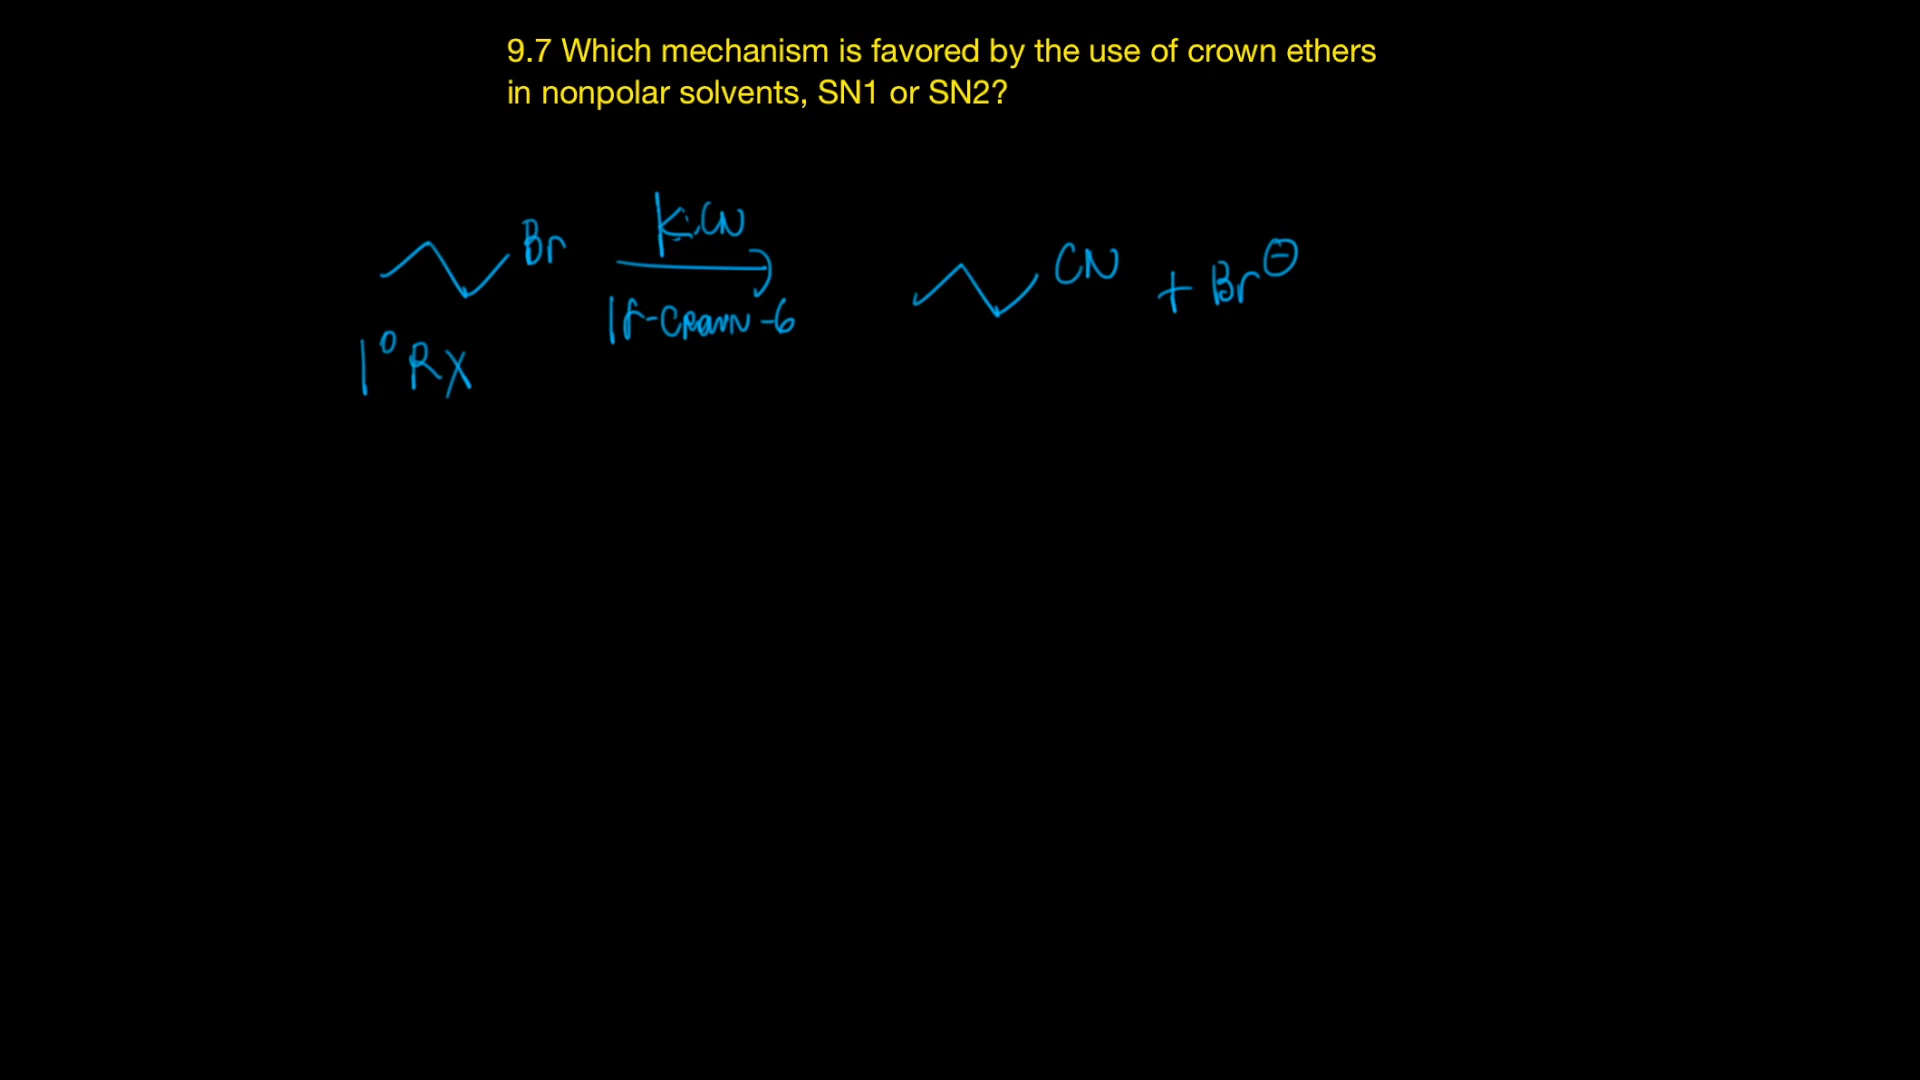 9.7 Which mechanism is favored by the use of crown ethers
in nonpolar solvents, SN1 or SN2?
Br
KCN
18-crown-6
CN + Br⊖
1° RX